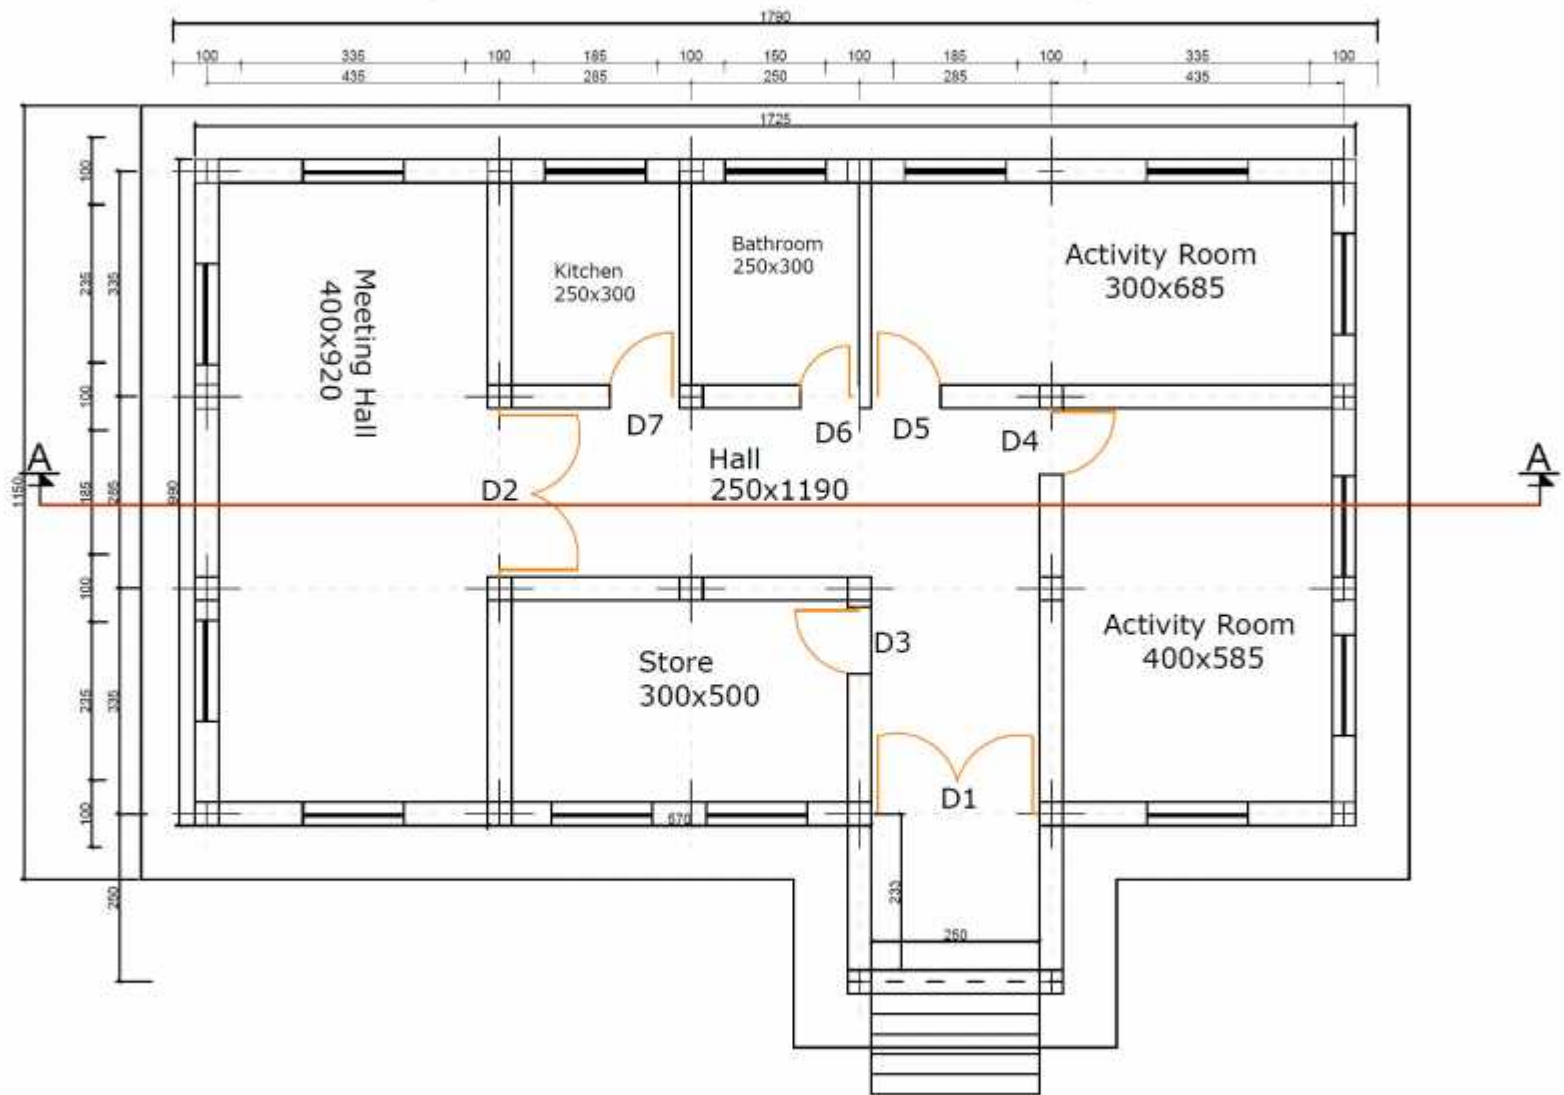 1790
100 335 100 185 100 150 100 185 100 335 100
435 285 250 285 435
1725
100
235 335
100
185 285
100
225 335
100
250
1150
990
Meeting Hall
400x920
Kitchen
250x300
Bathroom
250x300
Activity Room
300x685
D7
D6
D5
D4
A
A
Hall
250x1190
D2
D3
Store
300x500
Activity Room
400x585
D1
670
233
250